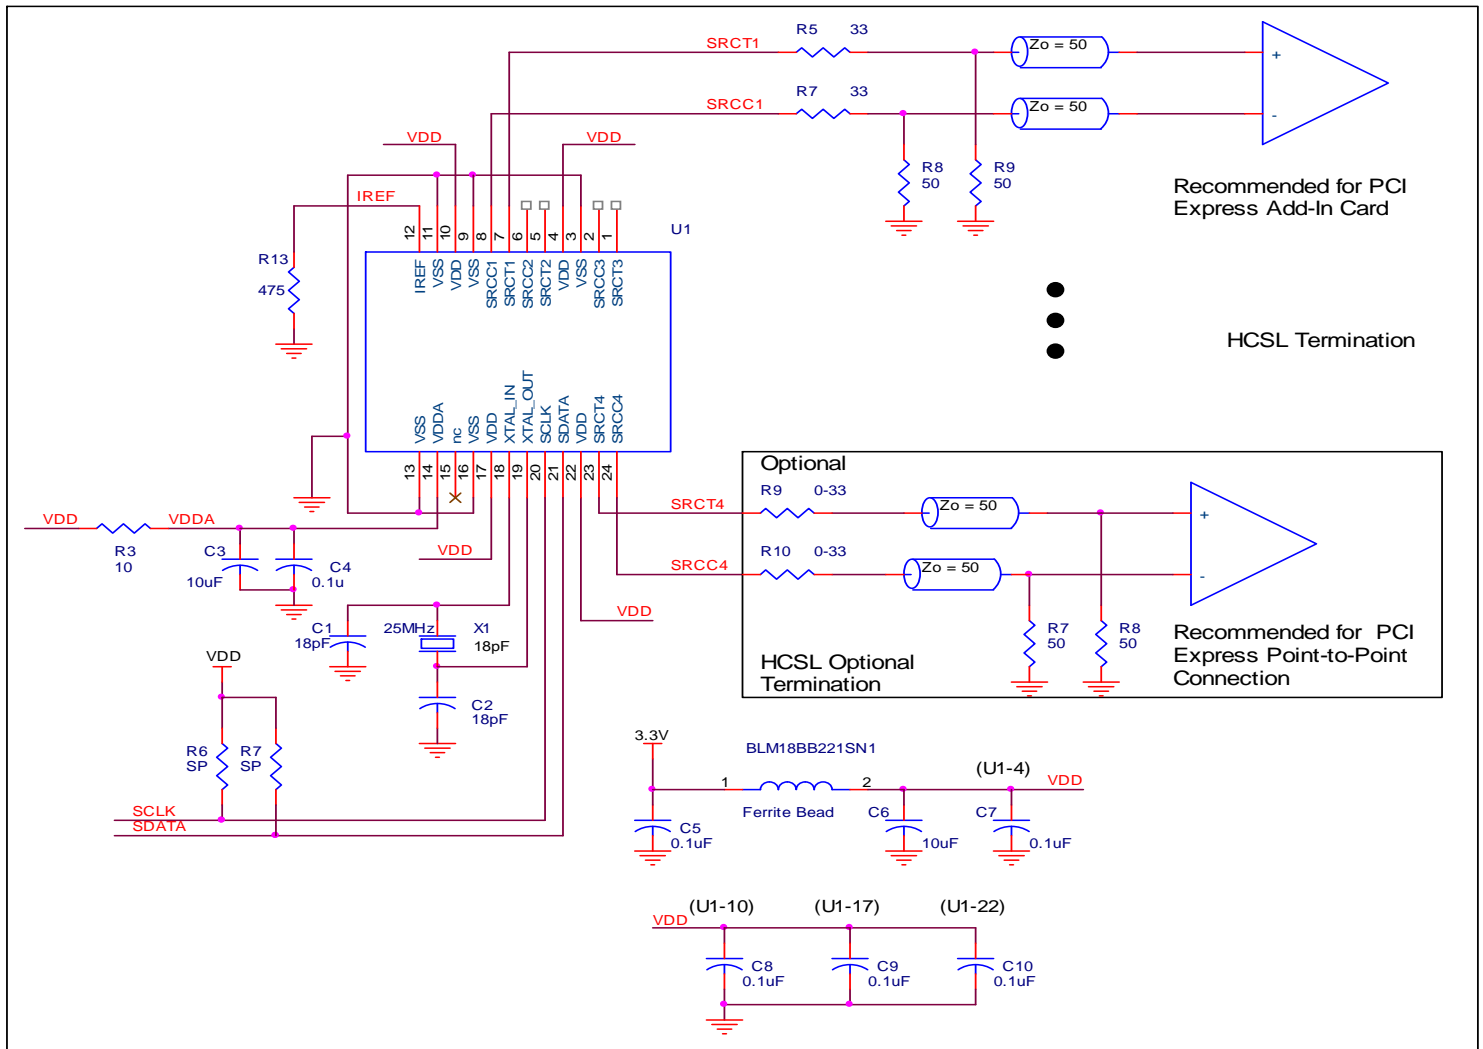 R5 33
SRCT1
Zo = 50
+
R7 33
SRCC1
Zo = 50
-
R8
50
R9
50
Recommended for PCI
Express Add-In Card
VDD
VDD
IREF
U1
12
11
10
9
8
7
6
5
4
3
2
1
IREF
VSS
VDD
VSS
SRCC1
SRCT1
SRCC2
SRCT2
VDD
VSS
SRCC3
SRCT3
R13
475
HCSL Termination
VSS
VDDA
nc
VSS
VDD
XTAL_IN
XTAL_OUT
SCLK
SDATA
VDD
SRCT4
SRCC4
13
14
15
16
17
18
19
20
21
22
23
24
Optional
SRCT4
R9 0-33
Zo = 50
+
SRCC4
R10 0-33
Zo = 50
-
R7
50
R8
50
HCSL Optional
Termination
Recommended for PCI
Express Point-to-Point
Connection
VDD
R3
10
VDDA
C3
10uF
C4
0.1u
VDD
VDD
C1
18pF
25MHz
X1
18pF
C2
18pF
VDD
R6
SP
R7
SP
SCLK
SDATA
3.3V
BLM18BB221SN1
1
2
Ferrite Bead
(U1-4)
VDD
C5
0.1uF
C6
10uF
C7
0.1uF
VDD
(U1-10)
(U1-17)
(U1-22)
C8
0.1uF
C9
0.1uF
C10
0.1uF